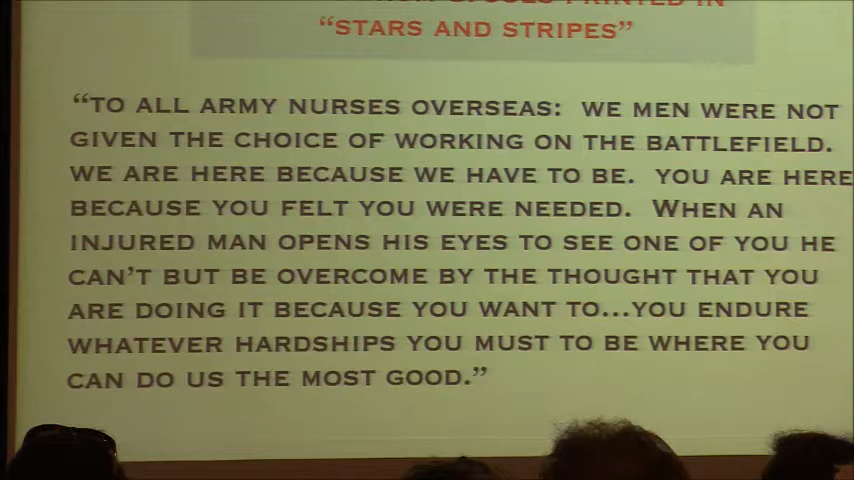 PRINTED IN
“STARS AND STRIPES”
“TO ALL ARMY NURSES OVERSEAS: WE MEN WERE NOT
GIVEN THE CHOICE OF WORKING ON THE BATTLEFIELD.
WE ARE HERE BECAUSE WE HAVE TO BE. YOU ARE HERE
BECAUSE YOU FELT YOU WERE NEEDED. WHEN AN
INJURED MAN OPENS HIS EYES TO SEE ONE OF YOU HE
CAN’T BUT BE OVERCOME BY THE THOUGHT THAT YOU
ARE DOING IT BECAUSE YOU WANT TO...YOU ENDURE
WHATEVER HARDSHIPS YOU MUST TO BE WHERE YOU
CAN DO US THE MOST GOOD.”